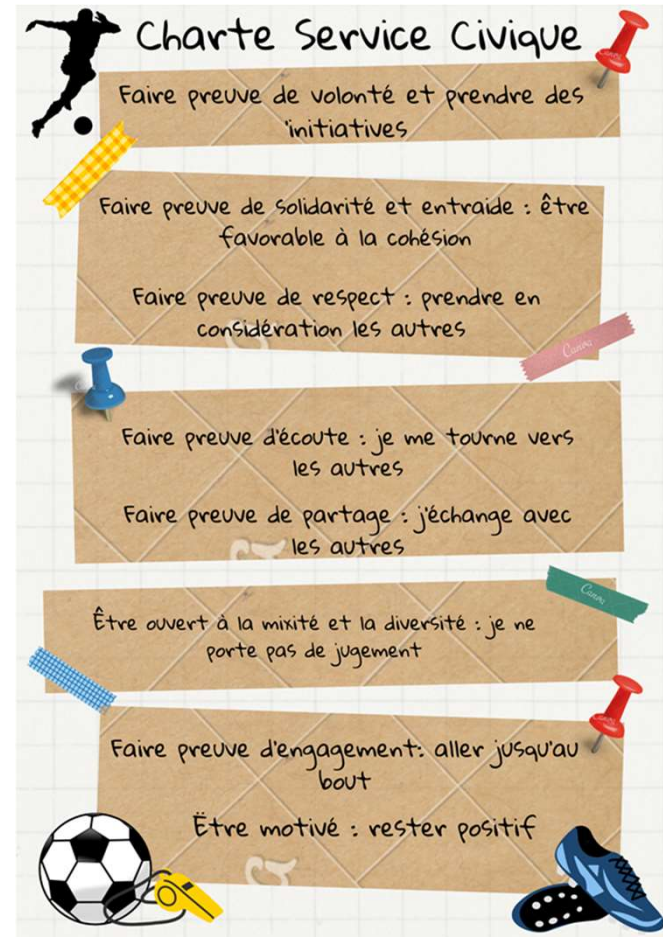 Charte Service Civique
Faire preuve de volonté et prendre des
'initiatives
Faire preuve de solidarité et entraide : être
favorable à la cohésion
Faire preuve de respect : prendre en
considération les autres
Canva
Faire preuve d'écoute : je me tourne vers
les autres
Faire preuve de partage : j'échange avec
les autres
Canva
Être ouvert à la mixité et la diversité : je ne
porte pas de jugement
Faire preuve d'engagement: aller jusqu'au
bout
Ëtre motivé : rester positif